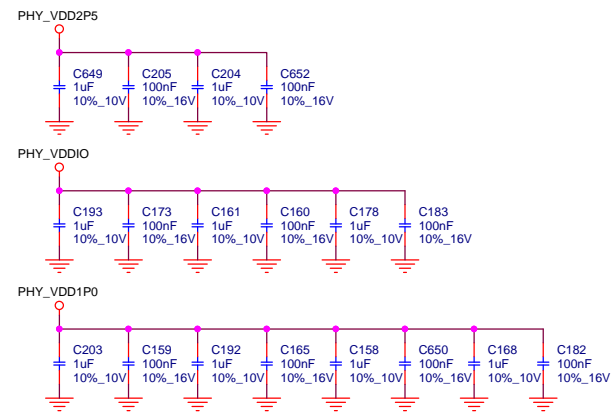 PHY_VDD2P5
C649 C205 C204 C652
1uF 100nF 1uF 100nF
10%_10V 10%_16V 10%_10V 10%_16V
PHY_VDDIO
C193 C173 C161 C160 C178 C183
1uF 100nF 1uF 100nF 1uF 100nF
10%_10V 10%_16V 10%_10V 10%_16V 10%_10V 10%_16V
PHY_VDD1P0
C203 C159 C192 C165 C158 C650 C168 C182
1uF 100nF 1uF 100nF 1uF 100nF 1uF 100nF
10%_10V 10%_16V 10%_10V 10%_16V 10%_10V 10%_16V 10%_10V 10%_16V